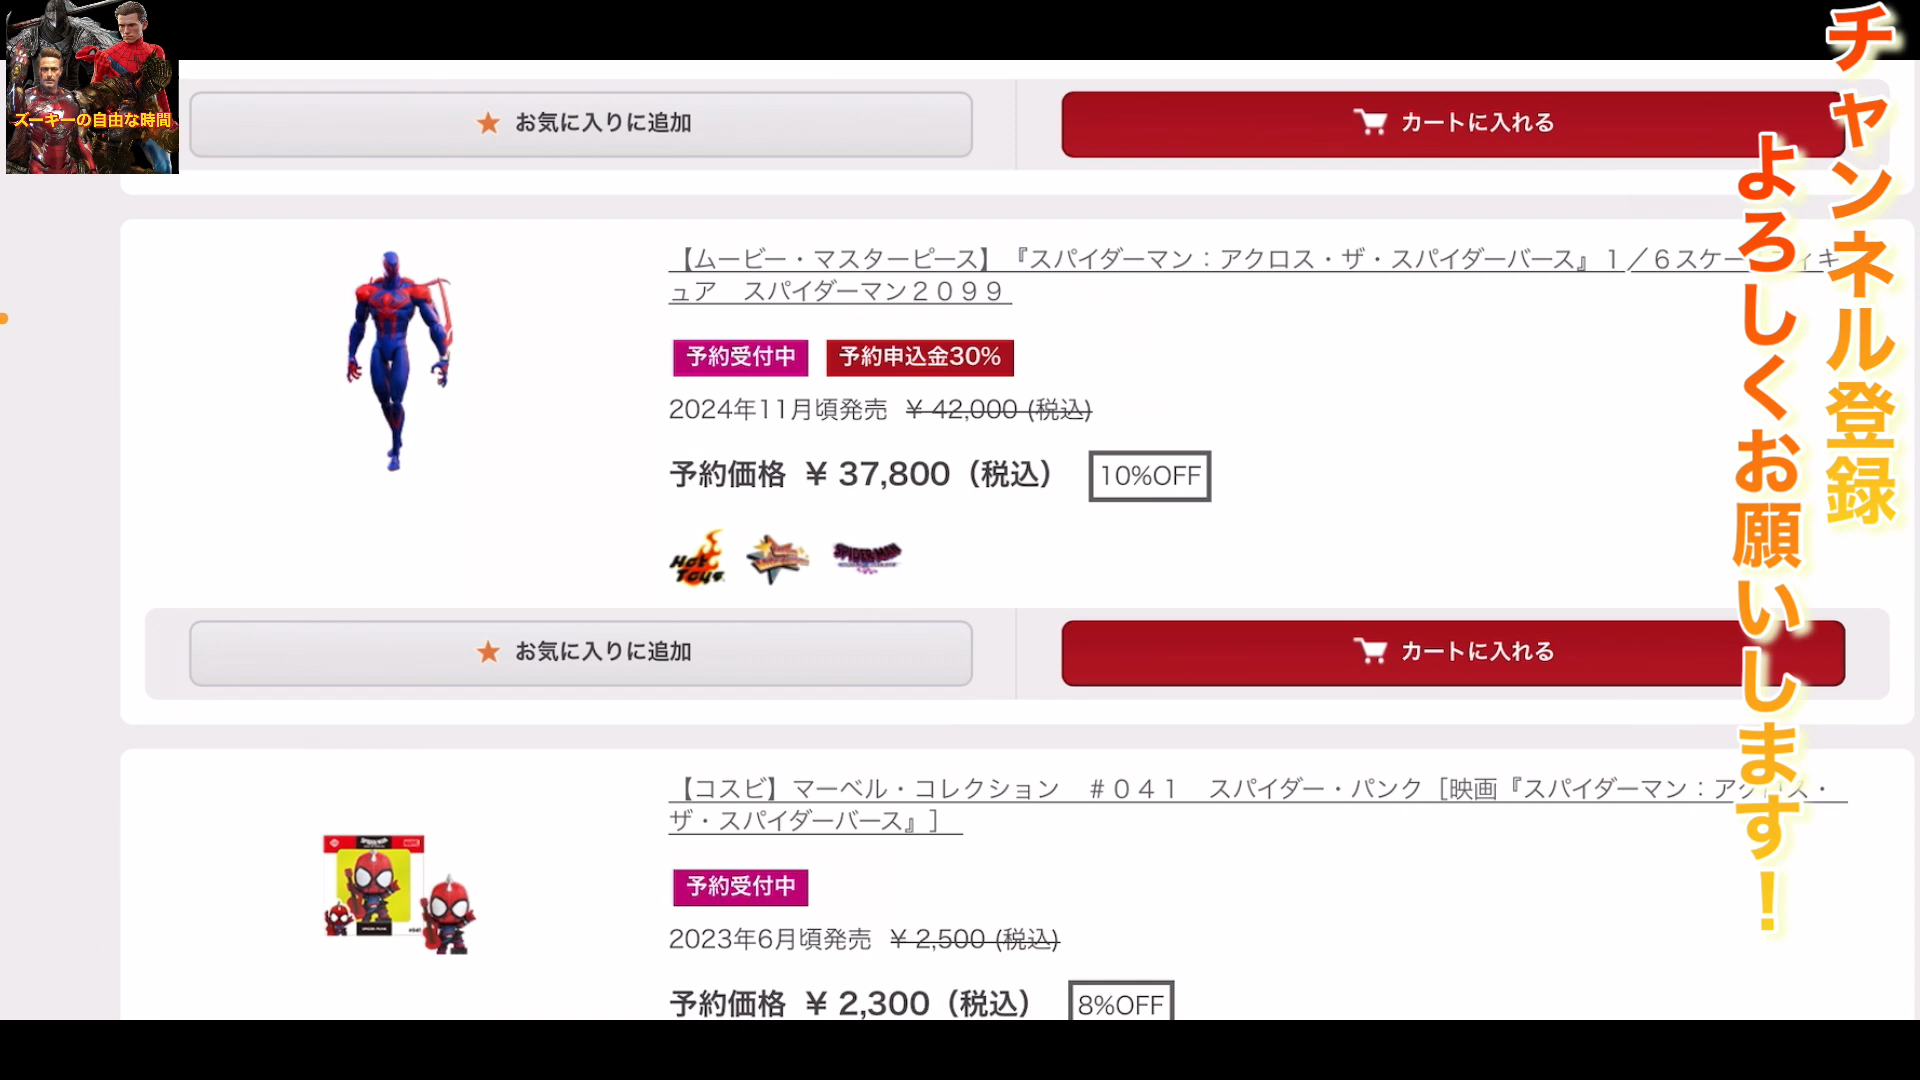 ズーキーの自由な時間
お気に入りに追加
カートに入れる
チャンネル登録
よろしくお願いします！
【ムービー・マスターピース】『スパイダーマン：アクロス・ザ・スパイダーバース』１／６スケー ィギ
ュア　スパイダーマン２０９９
予約受付中
予約申込金30%
2024年11月頃発売 ¥ 42,000 (税込)
予約価格 ¥ 37,800（税込） 10%OFF
Hot Toys
SPIDER-MAN
お気に入りに追加
カートに入れる
【コスビ】マーベル・コレクション　＃０４１　スパイダー・パンク［映画『スパイダーマン：アクロス・
ザ・スパイダーバース』］
予約受付中
2023年6月頃発売 ¥ 2,500 (税込)
予約価格 ¥ 2,300（税込） 8%OFF